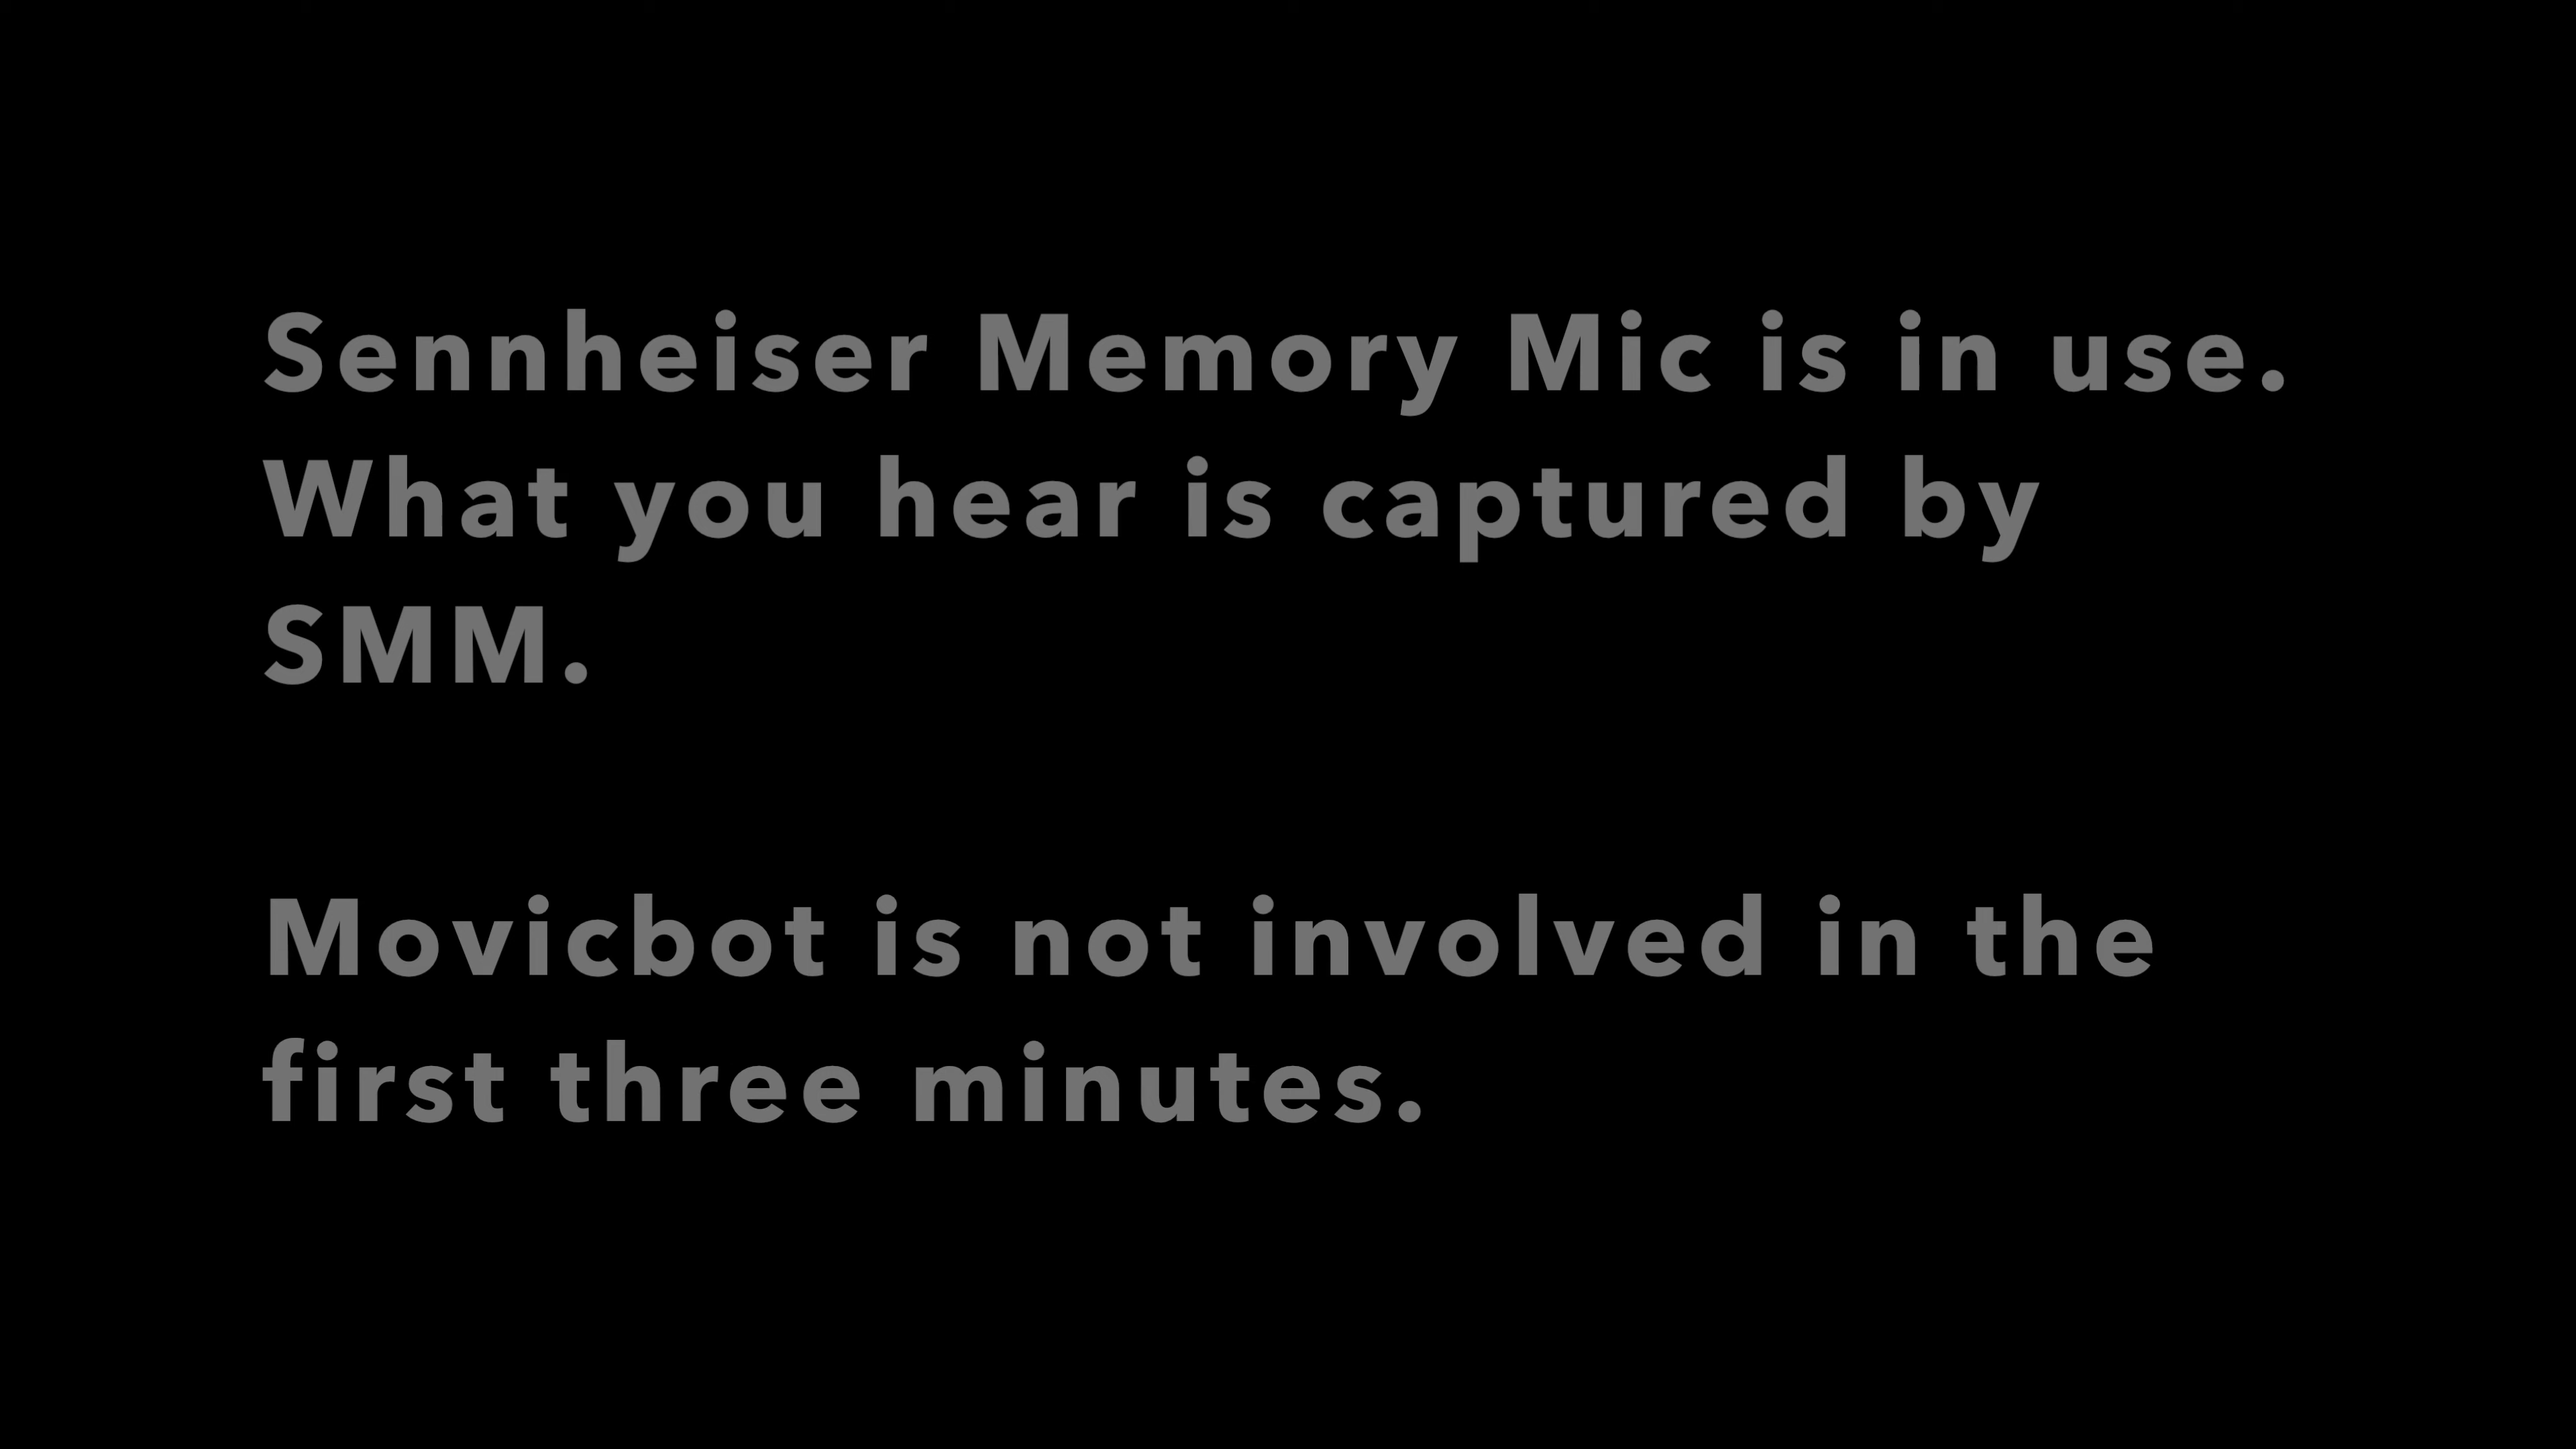 Sennheiser Memory Mic is in use.
What you hear is captured by
SMM.
Movicbot is not involved in the
first three minutes.